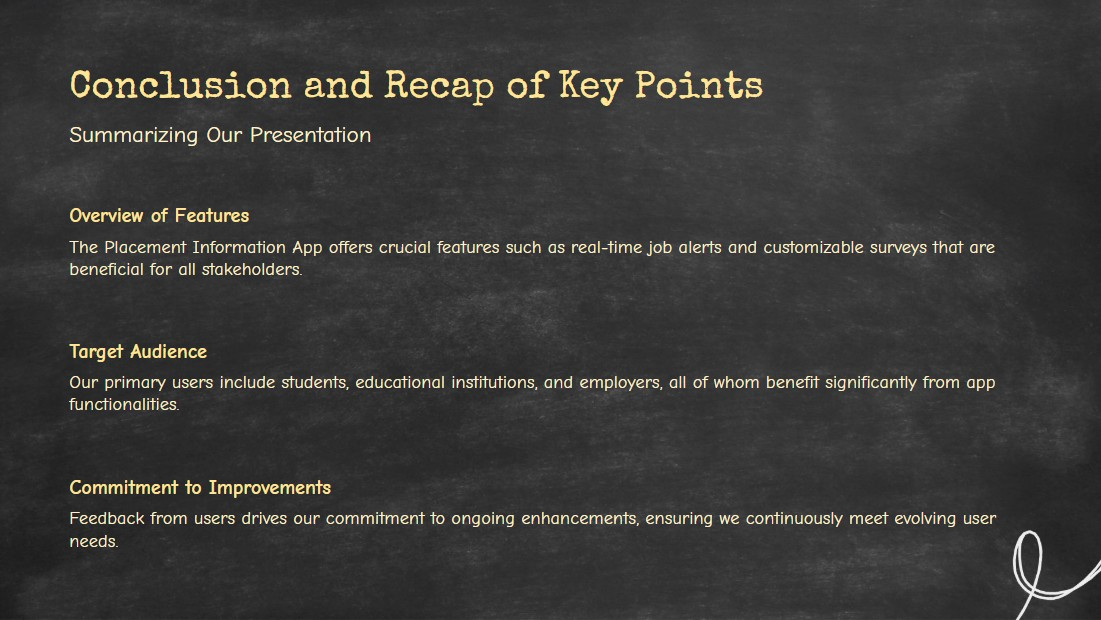 Conclusion and Recap of Key Points
Summarizing Our Presentation
Overview of Features
The Placement Information App offers crucial features such as real-time job alerts and customizable surveys that are
beneficial for all stakeholders.
Target Audience
Our primary users include students, educational institutions, and employers, all of whom benefit significantly from app
functionalities.
Commitment to Improvements
Feedback from users drives our commitment to ongoing enhancements, ensuring we continuously meet evolving user
needs.